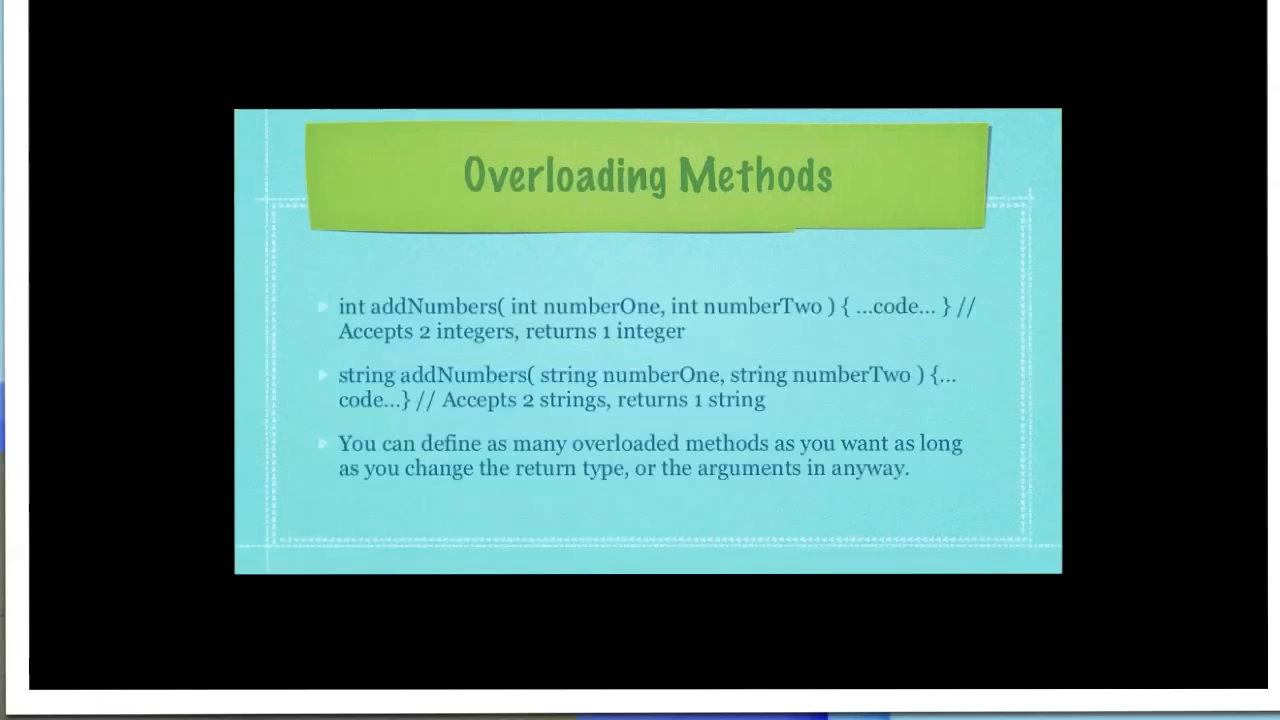 Overloading Methods
int addNumbers( int numberOne, int numberTwo ) { ...code... } //
Accepts 2 integers, returns 1 integer
string addNumbers( string numberOne, string numberTwo ) {...
code...} // Accepts 2 strings, returns 1 string
You can define as many overloaded methods as you want as long
as you change the return type, or the arguments in anyway.